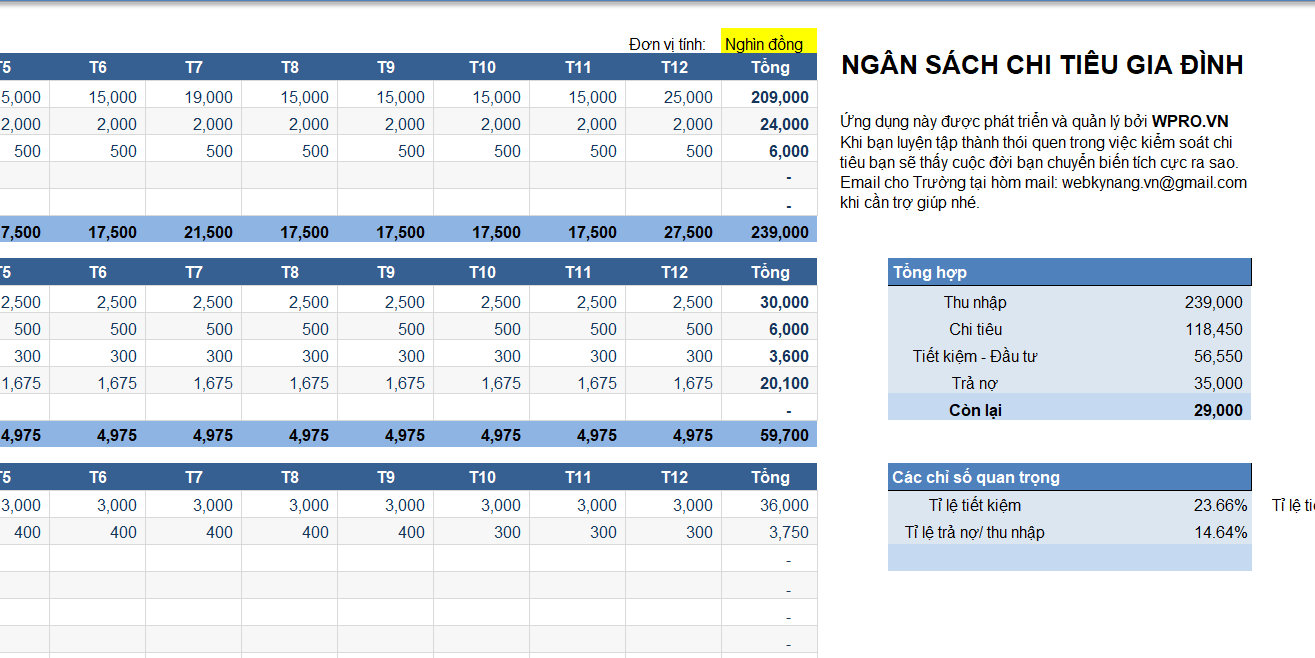 Đơn vị tính: Nghìn đồng
T5 T6 T7 T8 T9 T10 T11 T12 Tổng
5,000 15,000 19,000 15,000 15,000 15,000 15,000 25,000 209,000
2,000 2,000 2,000 2,000 2,000 2,000 2,000 2,000 24,000
500 500 500 500 500 500 500 500 6,000
-
-
7,500 17,500 21,500 17,500 17,500 17,500 17,500 27,500 239,000
T5 T6 T7 T8 T9 T10 T11 T12 Tổng
2,500 2,500 2,500 2,500 2,500 2,500 2,500 2,500 30,000
500 500 500 500 500 500 500 500 6,000
300 300 300 300 300 300 300 300 3,600
1,675 1,675 1,675 1,675 1,675 1,675 1,675 1,675 20,100
-
4,975 4,975 4,975 4,975 4,975 4,975 4,975 4,975 59,700
T5 T6 T7 T8 T9 T10 T11 T12 Tổng
3,000 3,000 3,000 3,000 3,000 3,000 3,000 3,000 36,000
400 400 400 400 400 300 300 300 3,750
-
-
-
-
NGÂN SÁCH CHI TIÊU GIA ĐÌNH
Ứng dụng này được phát triển và quản lý bởi WPRO.VN
Khi bạn luyện tập thành thói quen trong việc kiểm soát chi
tiêu bạn sẽ thấy cuộc đời bạn chuyển biến tích cực ra sao.
Email cho Trường tại hòm mail: webkynang.vn@gmail.com
khi cần trợ giúp nhé.
Tổng hợp
Thu nhập 239,000
Chi tiêu 118,450
Tiết kiệm - Đầu tư 56,550
Trả nợ 35,000
Còn lại 29,000
Các chỉ số quan trọng
Tỉ lệ tiết kiệm 23.66% Tỉ lệ
Tỉ lệ trả nợ/ thu nhập 14.64%